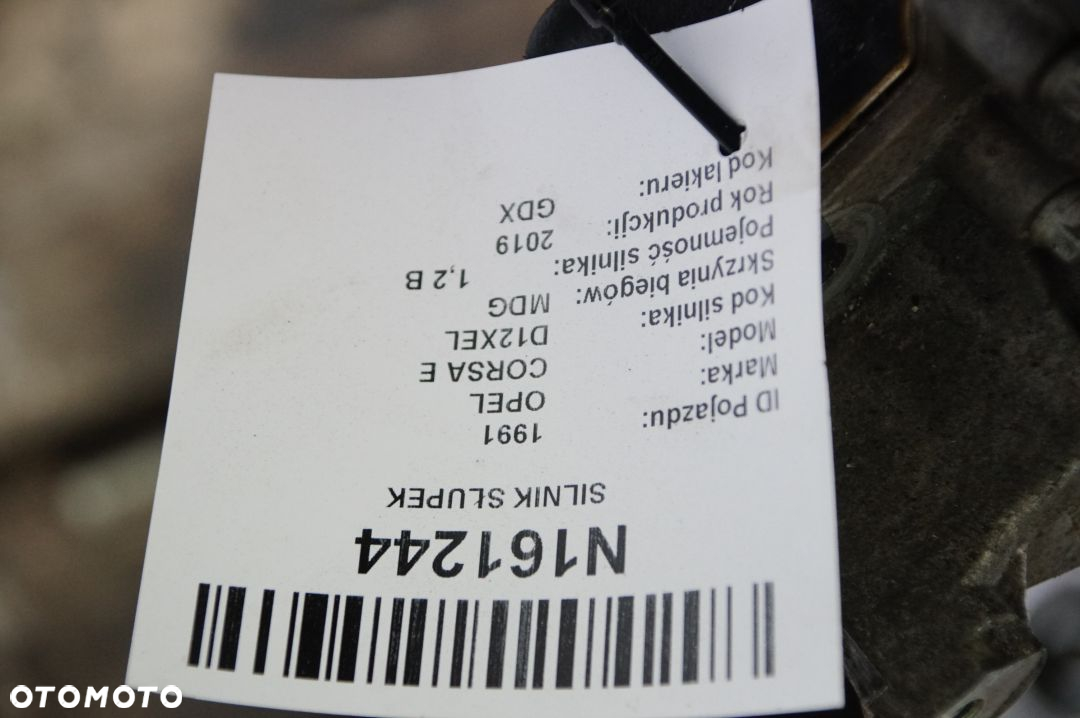 N161244
SILNIK SŁUPEK
ID Pojazdu: 1991
Marka: OPEL
Model: CORSA E
Kod silnika: D12XEL
Skrzynia biegów: MDG
Pojemność silnika: 1,2 B
Rok produkcji: 2019
Kod lakieru: GDX
OTOMOTO